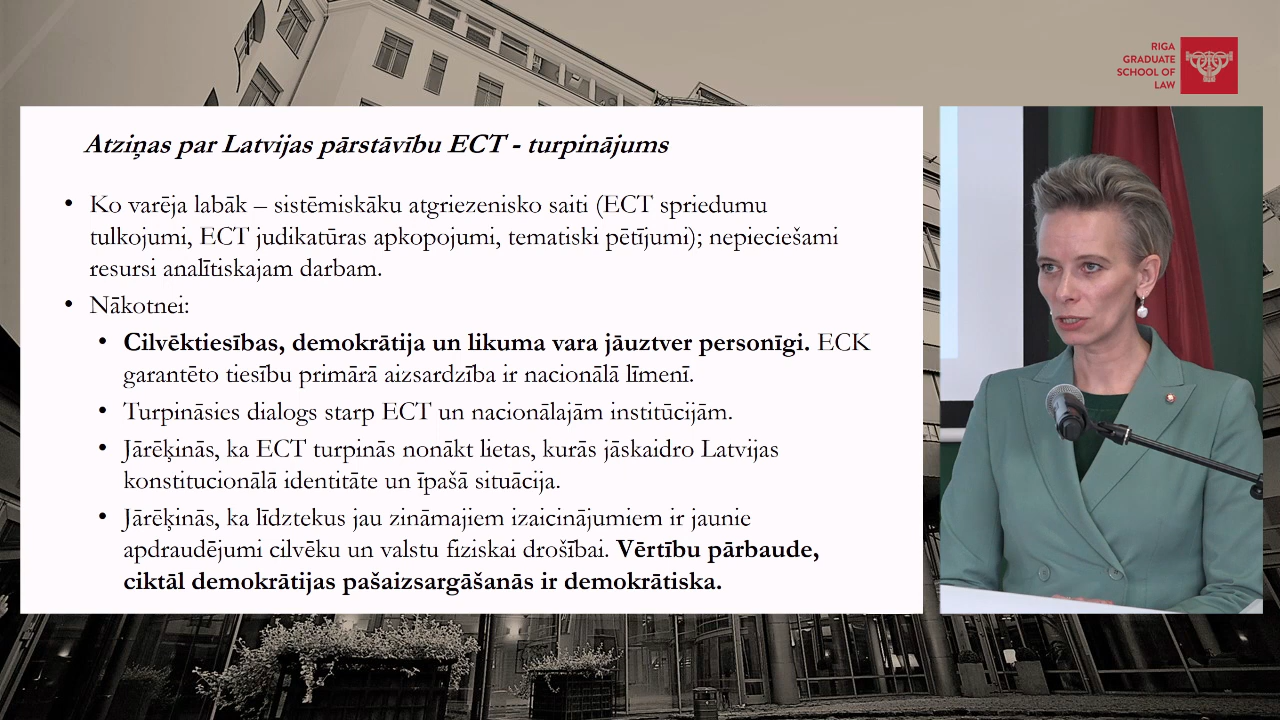 RIGA
GRADUATE
SCHOOL OF
LAW
Atziņas par Latvijas pārstāvību ECT - turpinājums
• Ko varēja labāk – sistēmiskāku atgriezenisko saiti (ECT spriedumu
tulkojumi, ECT judikatūras apkopojumi, tematiski pētījumi); nepieciešami
resursi analītiskajam darbam.
• Nākotnei:
• Cilvēktiesības, demokrātija un likuma vara jāuztver personīgi. ECK
garantēto tiesību primārā aizsardzība ir nacionālā līmenī.
• Turpināsies dialogs starp ECT un nacionālajām institūcijām.
• Jārēķinās, ka ECT turpinās nonākt lietas, kurās jāskaidro Latvijas
konstitucionālā identitāte un īpašā situācija.
• Jārēķinās, ka līdztekus jau zināmajiem izaicinājumiem ir jaunie
apdraudējumi cilvēku un valstu fiziskai drošībai. Vērtību pārbaude,
ciktāl demokrātijas pašaizsargāšanās ir demokrātiska.